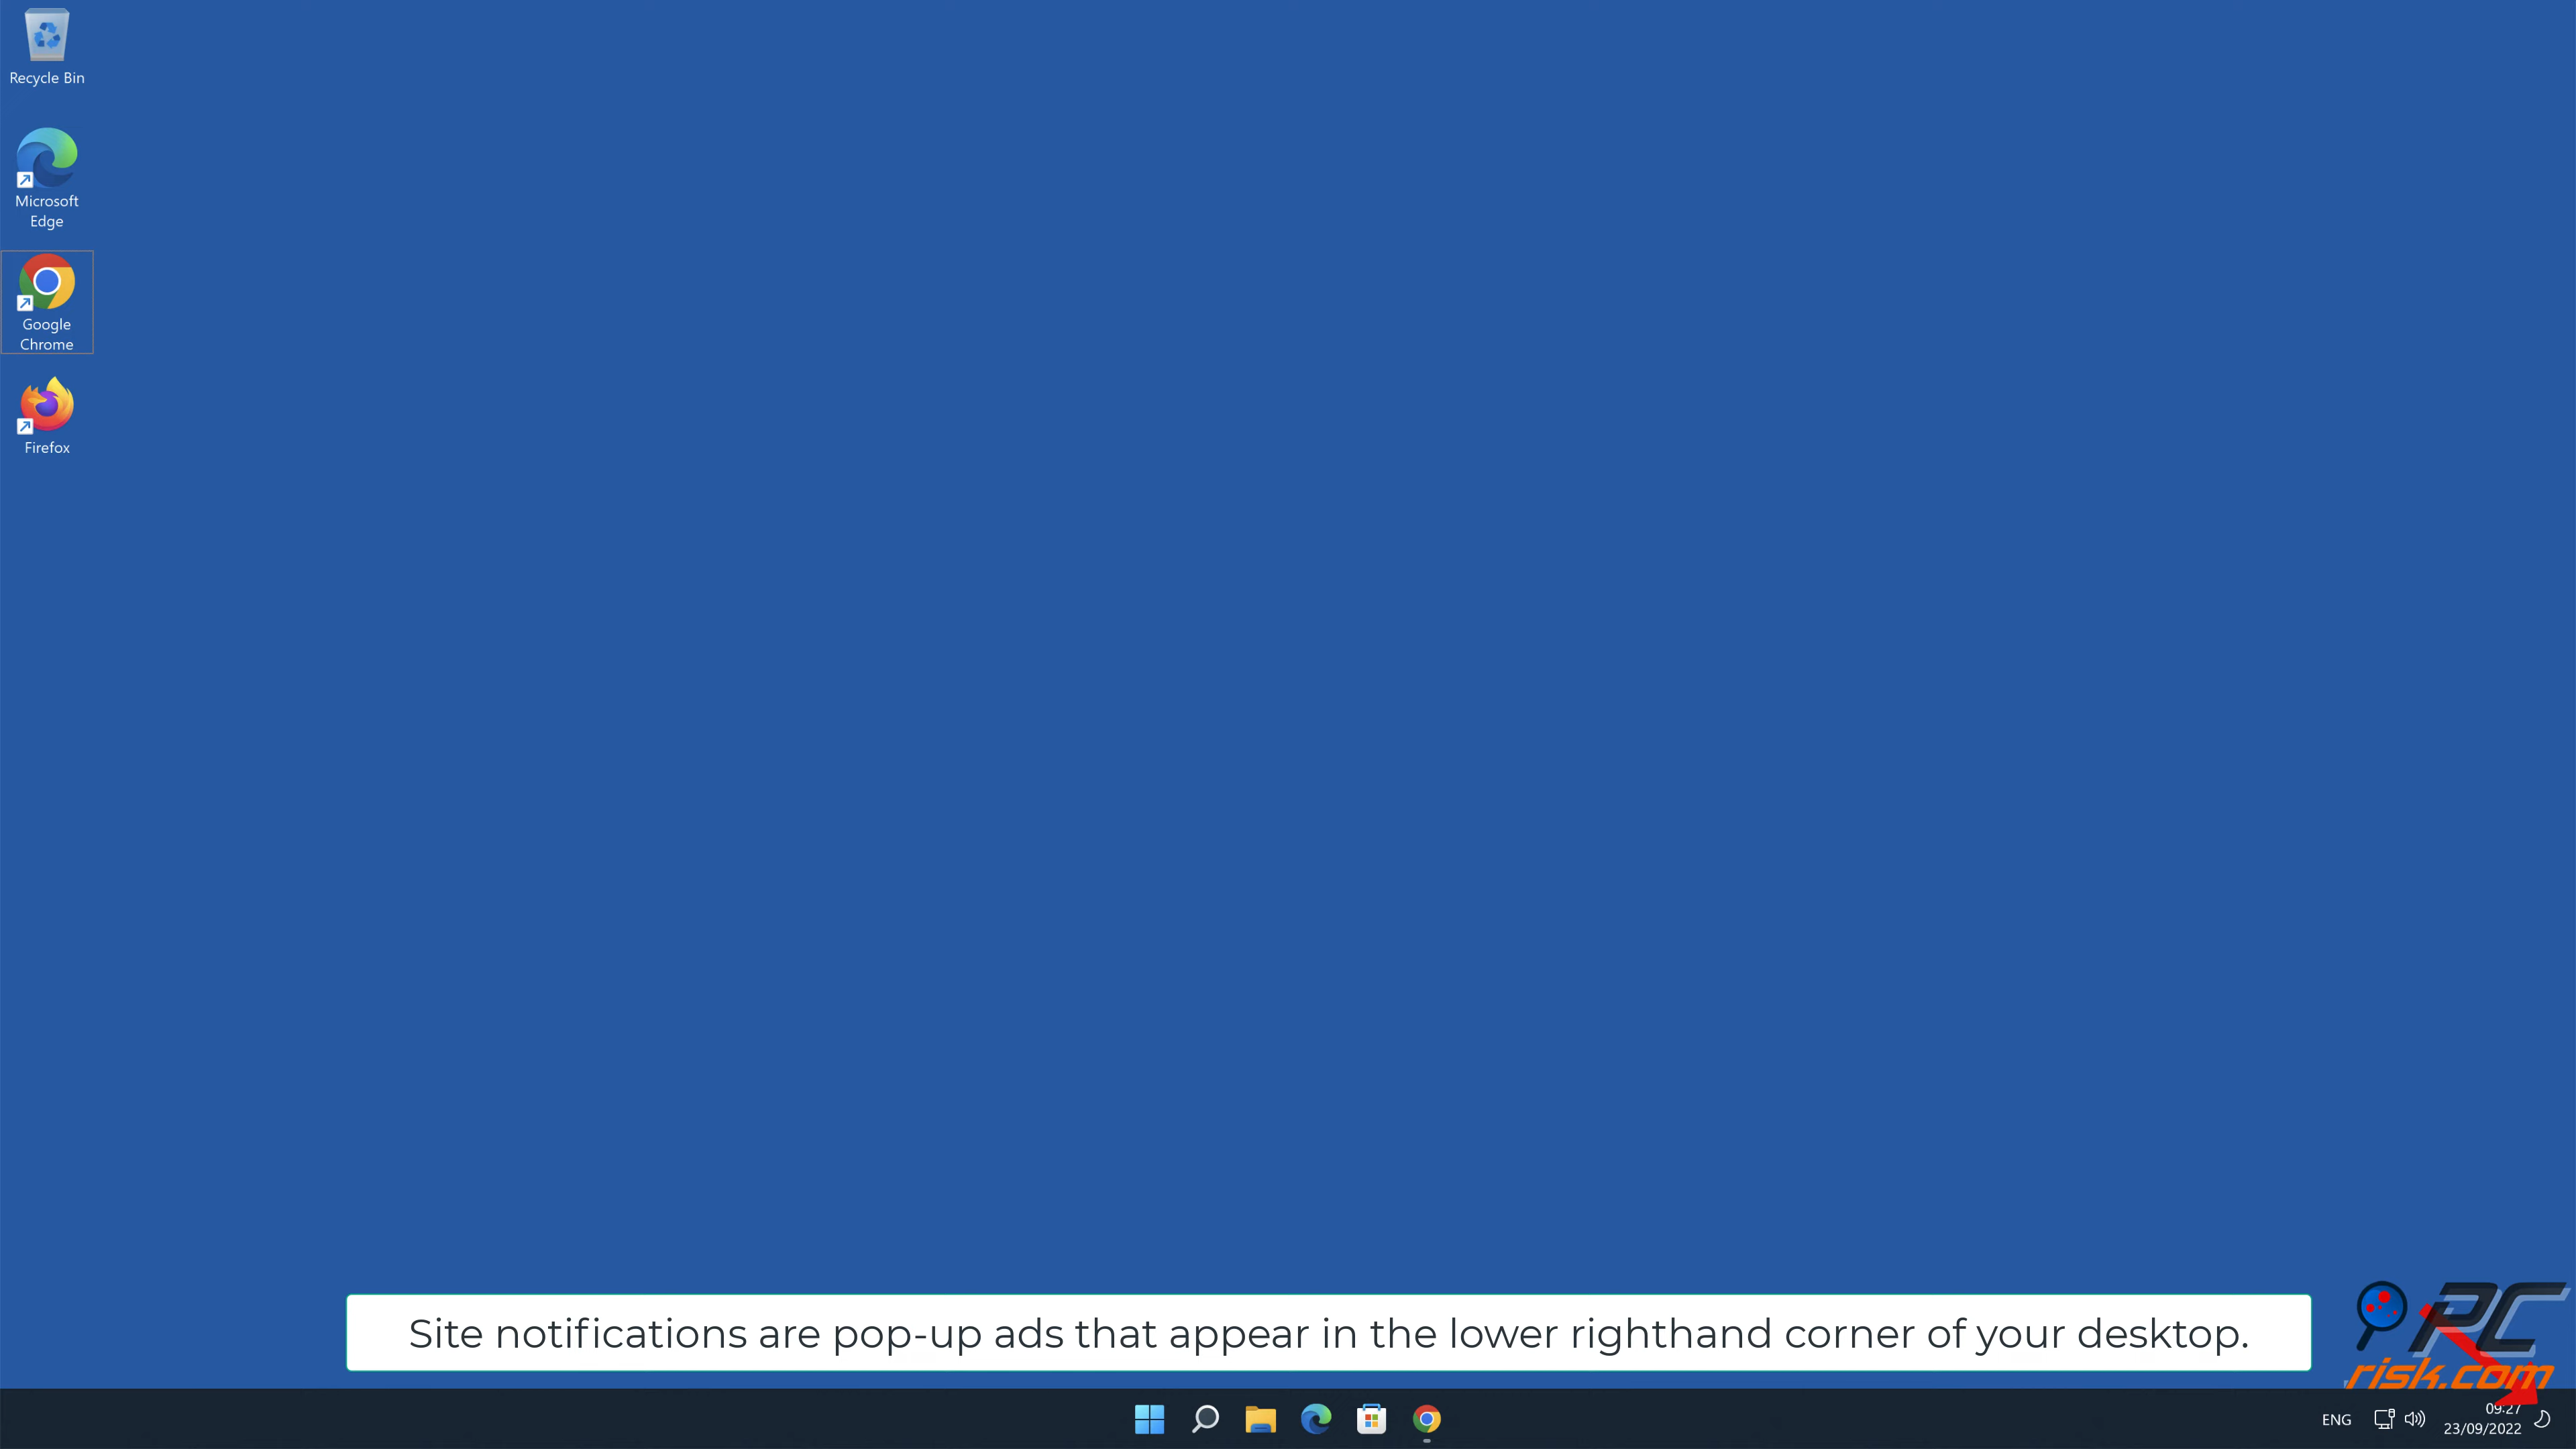 Recycle Bin
Microsoft
Edge
Google
Chrome
Firefox
Site notifications are pop-up ads that appear in the lower righthand corner of your desktop.
PC
risk.com
ENG
09:27
23/09/2022